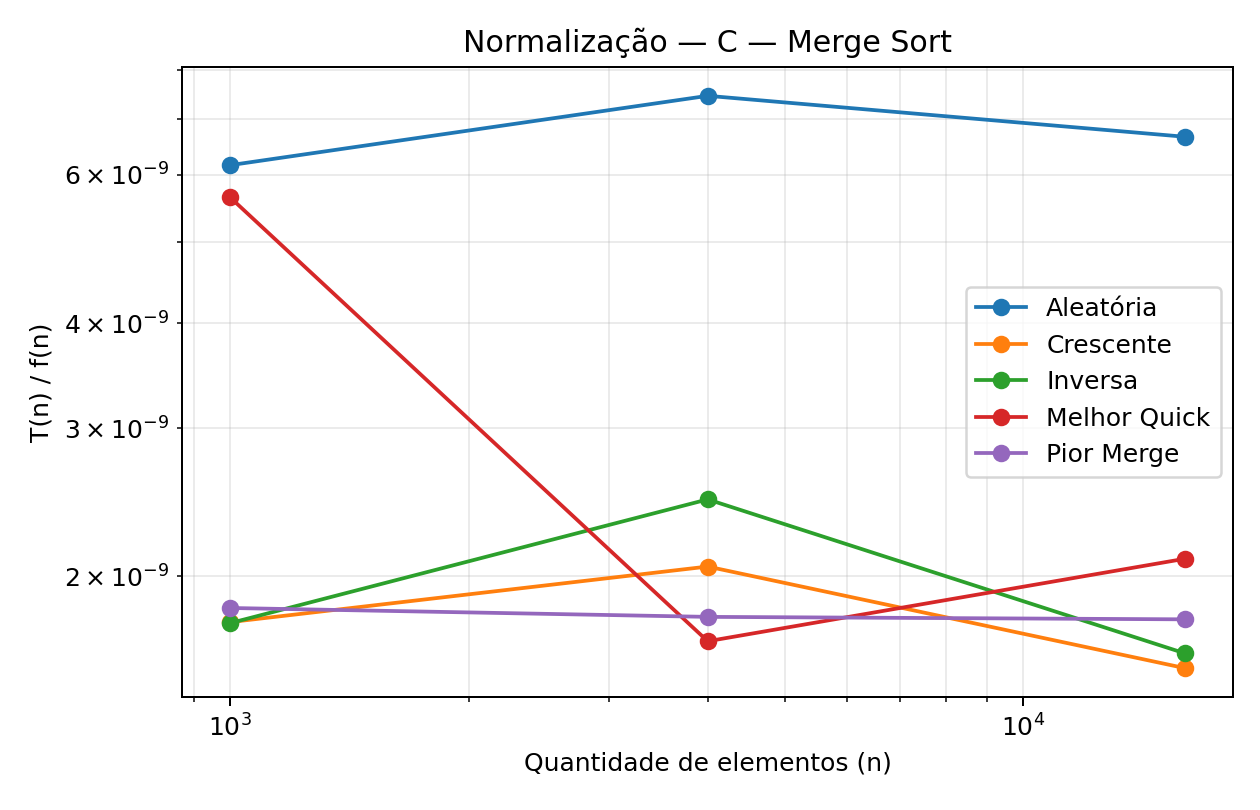 Normalização — C — Merge Sort
T(n) / f(n)
6 × 10⁻⁹
4 × 10⁻⁹
3 × 10⁻⁹
2 × 10⁻⁹
Aleatória
Crescente
Inversa
Melhor Quick
Pior Merge
10³ 10⁴
Quantidade de elementos (n)